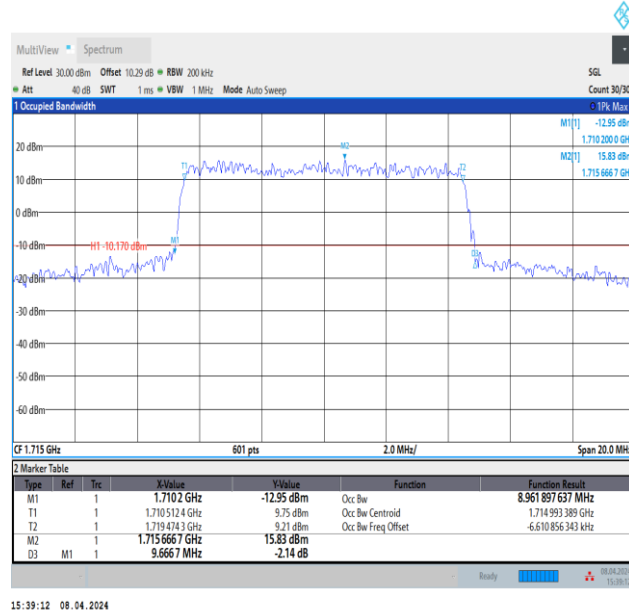 MultiView Spectrum
Ref Level 30.00 dBm Offset 10.29 dB RBW 200 kHz SGL
Att 40 dB SWT 1 ms VBW 1 MHz Mode Auto Sweep Count 30/30
1 Occupied Bandwidth 1Pk Max
M1[1] -12.95 dBm
1.710 200 0 GH
M2[1] 15.83 dBm
1.715 666 7 GH
20 dBm
M2
T1
T2
10 dBm
0 dBm
M1
-10 dBm
H1 -10.170 dBm
D3
-20 dBm
-30 dBm
-40 dBm
-50 dBm
-60 dBm
CF 1.715 GHz 601 pts 2.0 MHz/ Span 20.0 MHz
2 Marker Table
Type Ref Trc X-Value Y-Value Function Function Result
M1 1 1.710 2 GHz -12.95 dBm Occ Bw 8.961 897 637 MHz
T1 1 1.710 512 4 GHz 9.75 dBm Occ Bw Centroid 1.714 993 389 GHz
T2 1 1.719 474 3 GHz 9.21 dBm Occ Bw Freq Offset -6.610 856 343 kHz
M2 1 1.715 666 7 GHz 15.83 dBm
D3 M1 1 9.666 7 MHz -2.14 dB
Ready 08.04.202
15:39:12
15:39:12 08.04.2024